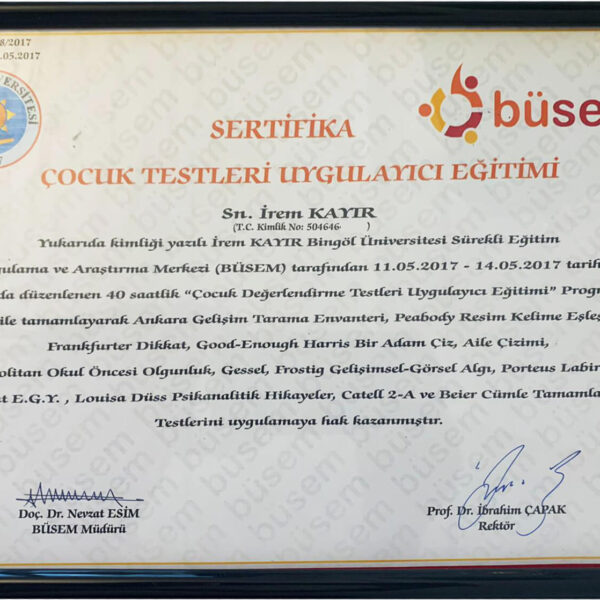 8/2017
.05.2017
büsem
SERTİFİKA
ÇOCUK TESTLERİ UYGULAYICI EĞİTİMİ
Sn. İrem KAYIR
(T.C. Kimlik No: 504646 )
Yukarıda kimliği yazılı İrem KAYIR Bingöl Üniversitesi Sürekli Eğitim
ulama ve Araştırma Merkezi (BÜSEM) tarafından 11.05.2017 - 14.05.2017 tarih
da düzenlenen 40 saatlik “Çocuk Değerlendirme Testleri Uygulayıcı Eğitimi” Progr
ile tamamlayarak Ankara Gelişim Tarama Envanteri, Peabody Resim Kelime Eşleş
Frankfurter Dikkat, Good-Enough Harris Bir Adam Çiz, Aile Çizimi,
olitan Okul Öncesi Olgunluk, Gessel, Frostig Gelişimsel-Görsel Algı, Porteus Labir
t E.G.Y. , Louisa Düss Psikanalitik Hikayeler, Catell 2-A ve Beier Cümle Tamamla
Testlerini uygulamaya hak kazanmıştır.
Doç. Dr. Nevzat ESİM
BÜSEM Müdürü
Prof. Dr. İbrahim ÇAPAK
Rektör